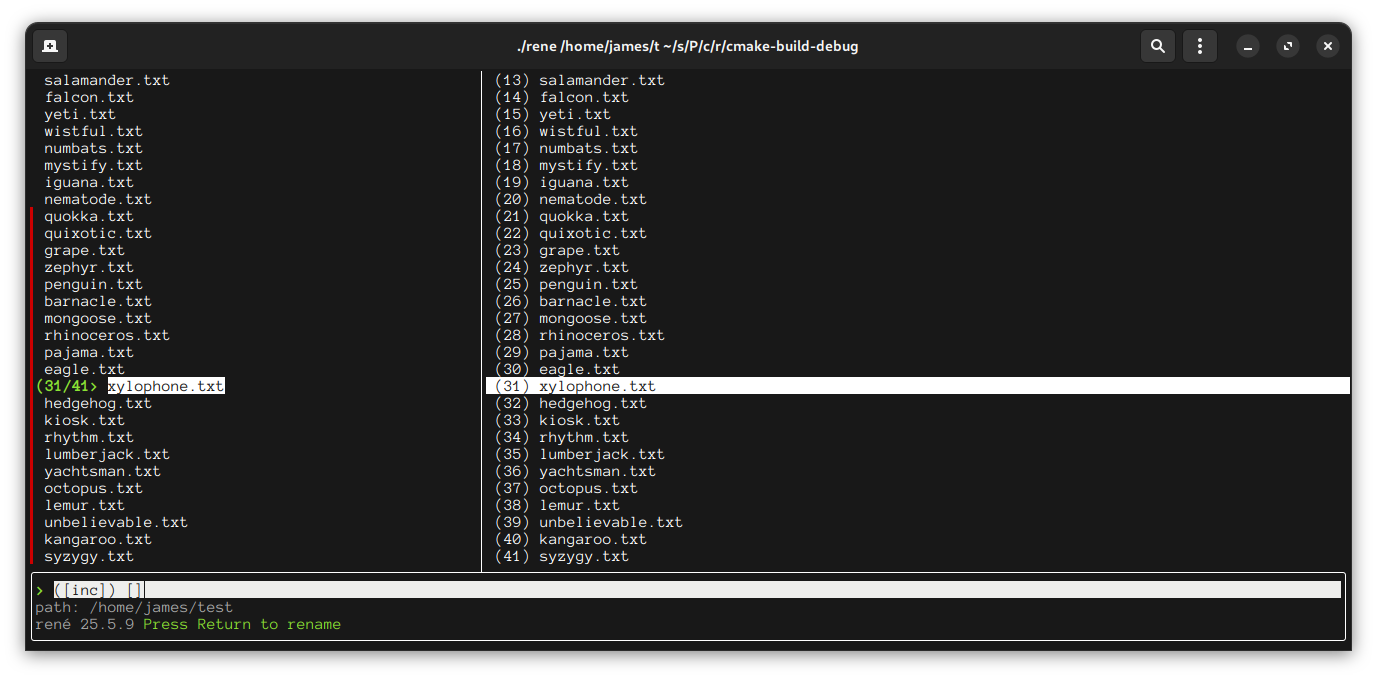 ./rene /home/james/t ~/s/P/c/r/cmake-build-debug
salamander.txt (13) salamander.txt
falcon.txt (14) falcon.txt
yeti.txt (15) yeti.txt
wistful.txt (16) wistful.txt
numbats.txt (17) numbats.txt
mystify.txt (18) mystify.txt
iguana.txt (19) iguana.txt
nematode.txt (20) nematode.txt
quokka.txt (21) quokka.txt
quixotic.txt (22) quixotic.txt
grape.txt (23) grape.txt
zephyr.txt (24) zephyr.txt
penguin.txt (25) penguin.txt
barnacle.txt (26) barnacle.txt
mongoose.txt (27) mongoose.txt
rhinoceros.txt (28) rhinoceros.txt
pajama.txt (29) pajama.txt
eagle.txt (30) eagle.txt
(31/41> xylophone.txt (31) xylophone.txt
hedgehog.txt (32) hedgehog.txt
kiosk.txt (33) kiosk.txt
rhythm.txt (34) rhythm.txt
lumberjack.txt (35) lumberjack.txt
yachtsman.txt (36) yachtsman.txt
octopus.txt (37) octopus.txt
lemur.txt (38) lemur.txt
unbelievable.txt (39) unbelievable.txt
kangaroo.txt (40) kangaroo.txt
syzygy.txt (41) syzygy.txt
> ([inc]) []
path: /home/james/test
rené 25.5.9 Press Return to rename